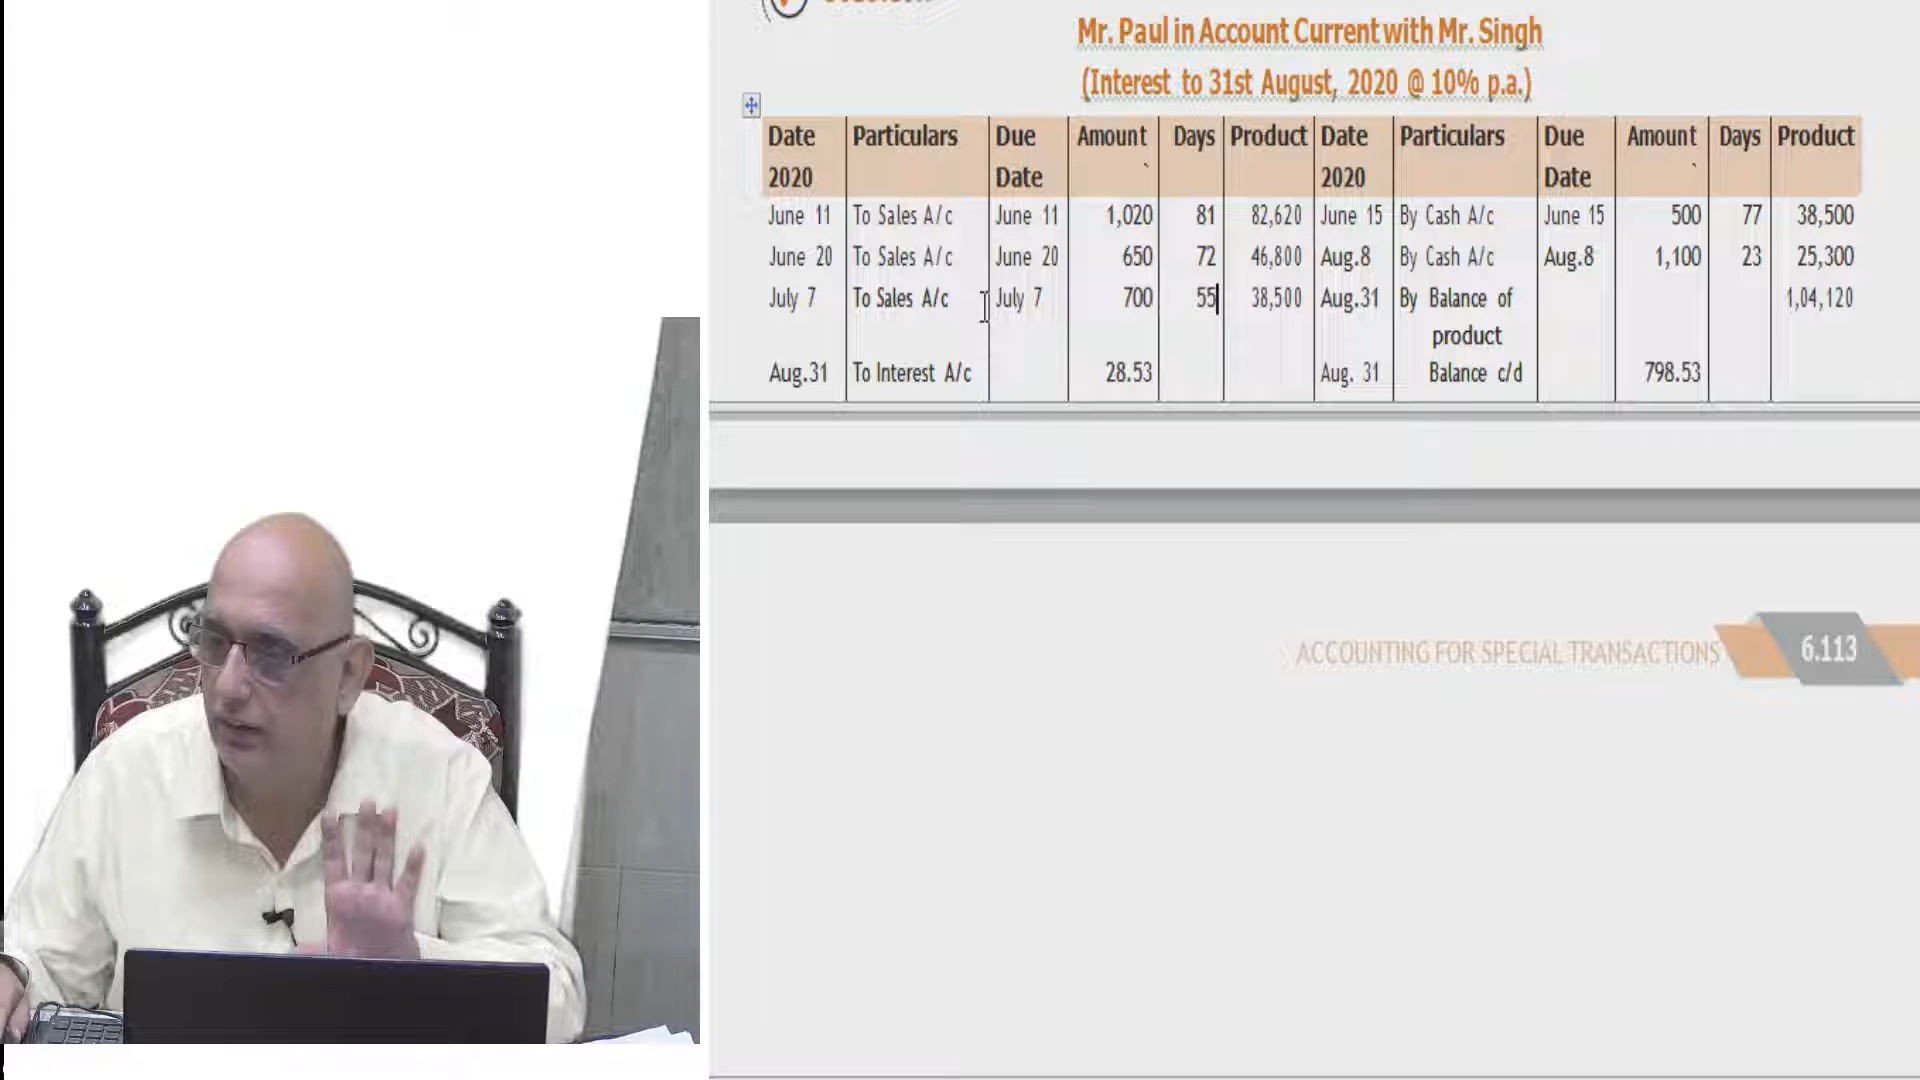 Mr. Paul in Account Current with Mr. Singh
(Interest to 31st August, 2020 @ 10% p.a.)
Date 2020 Particulars Due Date Amount ` Days Product Date 2020 Particulars Due Date Amount ` Days Product
June 11 To Sales A/c June 11 1,020 81 82,620 June 15 By Cash A/c June 15 500 77 38,500
June 20 To Sales A/c June 20 650 72 46,800 Aug.8 By Cash A/c Aug.8 1,100 23 25,300
July 7 To Sales A/c July 7 700 55 38,500 Aug.31 By Balance of product 1,04,120
Aug.31 To Interest A/c 28.53 Aug. 31 Balance c/d 798.53
ACCOUNTING FOR SPECIAL TRANSACTIONS 6.113